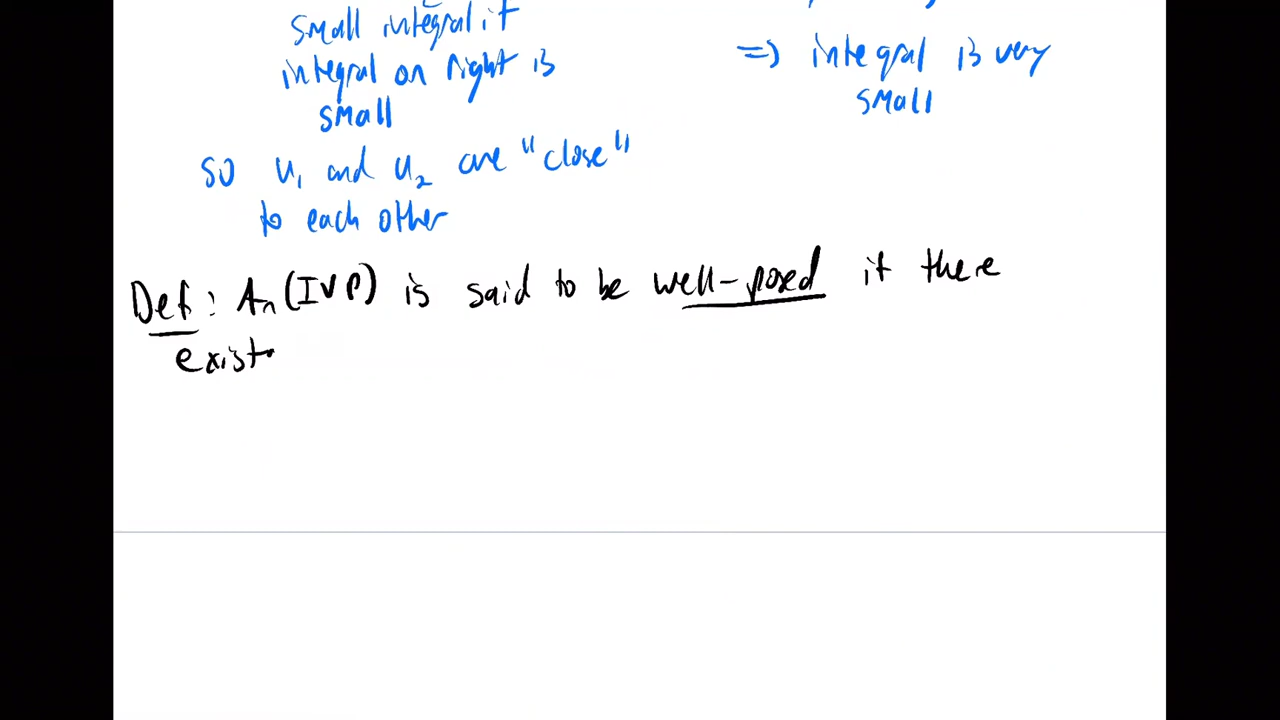 small integral if
integral on right is
small
so u₁ and u₂ are "close"
to each other
=> integral is very
small
Def: An (IVP) is said to be well-posed if there
exist